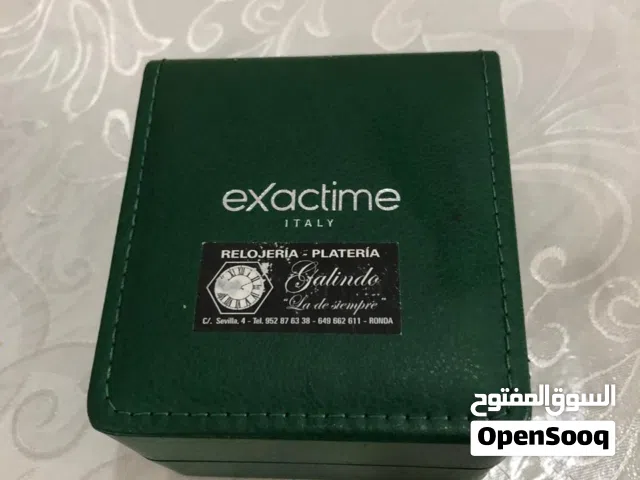 exactime
ITALY
RELOJERÍA - PLATERÍA
Galindo
"La de siempre"
C/. Sevilla, 4 - Tel. 952 87 63 38 - 649 662 611 - RONDA
السوق المفتوح
OpenSooq